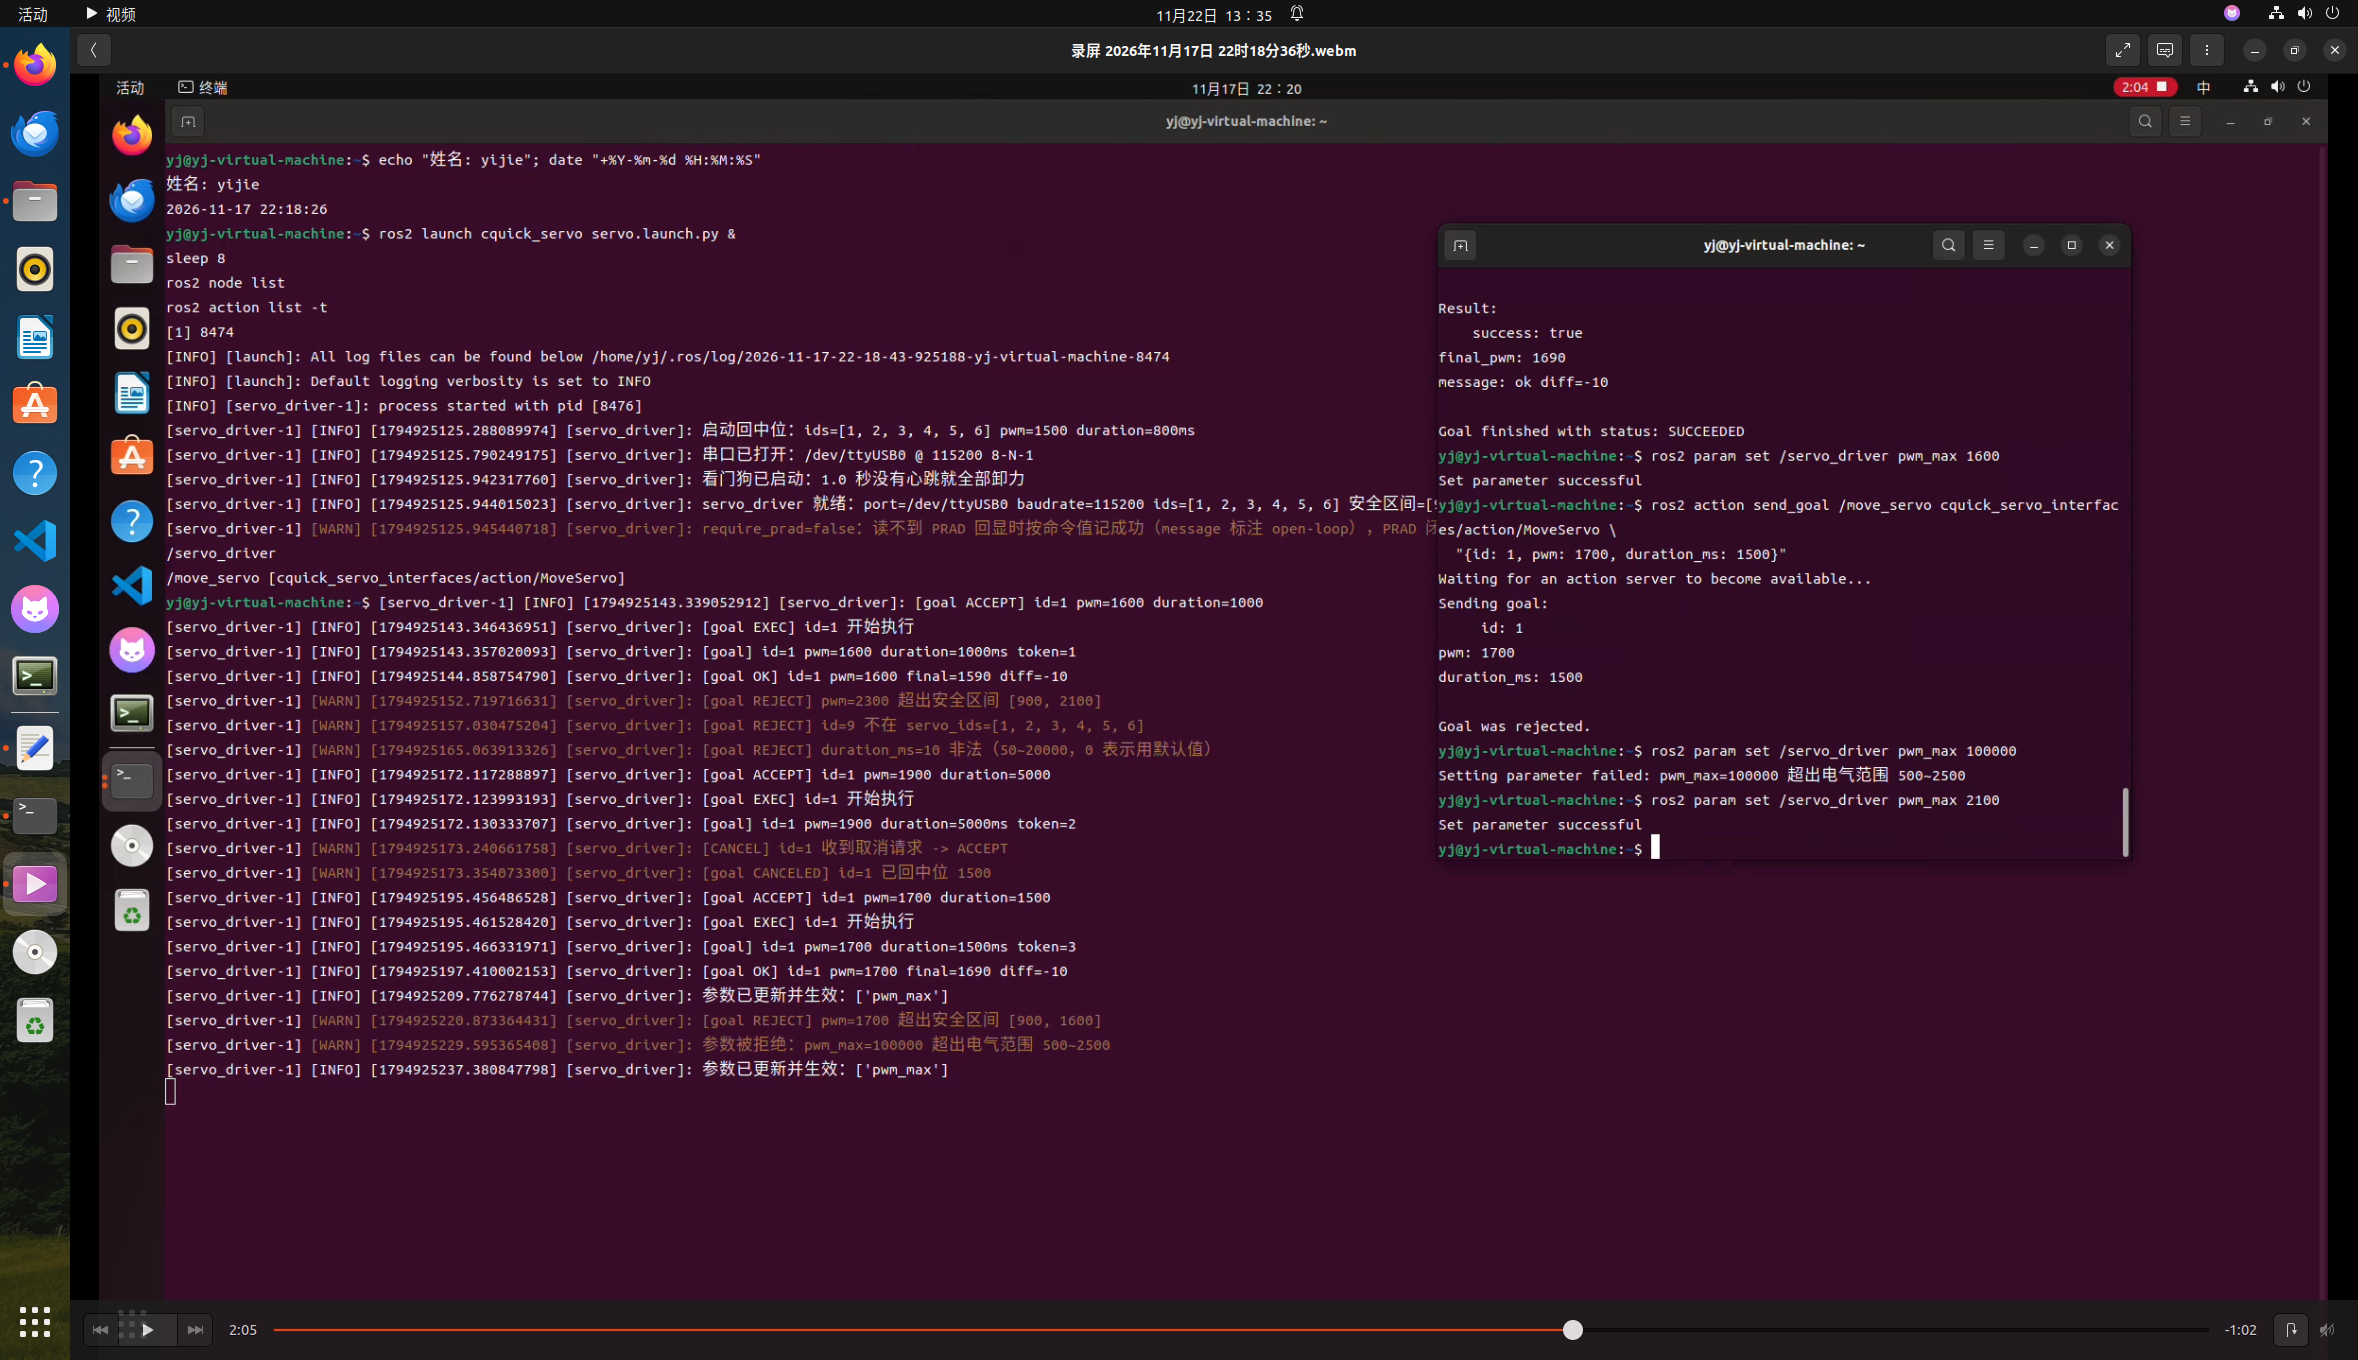 活动
视频
11月22日 13：35
录屏 2026年11月17日 22时18分36秒.webm
活动
终端
11月17日 22：20
2:04
中
yj@yj-virtual-machine: ~
yj@yj-virtual-machine:~$ echo "姓名: yijie"; date "+%Y-%m-%d %H:%M:%S"
姓名: yijie
2026-11-17 22:18:26
yj@yj-virtual-machine:~$ ros2 launch cquick_servo servo.launch.py &
sleep 8
ros2 node list
ros2 action list -t
[1] 8474
[INFO] [launch]: All log files can be found below /home/yj/.ros/log/2026-11-17-22-18-43-925188-yj-virtual-machine-8474
[INFO] [launch]: Default logging verbosity is set to INFO
[INFO] [servo_driver-1]: process started with pid [8476]
[servo_driver-1] [INFO] [1794925125.288089974] [servo_driver]: 启动回中位: ids=[1, 2, 3, 4, 5, 6] pwm=1500 duration=800ms
[servo_driver-1] [INFO] [1794925125.790249175] [servo_driver]: 串口已打开: /dev/ttyUSB0 @ 115200 8-N-1
[servo_driver-1] [INFO] [1794925125.942317760] [servo_driver]: 看门狗已启动: 1.0 秒没有心跳就全部卸力
[servo_driver-1] [INFO] [1794925125.944015023] [servo_driver]: servo_driver 就绪: port=/dev/ttyUSB0 baudrate=115200 ids=[1, 2, 3, 4, 5, 6] 安全区间=[
[servo_driver-1] [WARN] [1794925125.945440718] [servo_driver]: require_prad=false: 读不到 PRAD 回显时按命令值记成功（message 标注 open-loop）, PRAD
/servo_driver
/move_servo [cquick_servo_interfaces/action/MoveServo]
yj@yj-virtual-machine:~$ [servo_driver-1] [INFO] [1794925143.339052912] [servo_driver]: [goal ACCEPT] id=1 pwm=1600 duration=1000
[servo_driver-1] [INFO] [1794925143.346436951] [servo_driver]: [goal EXEC] id=1 开始执行
[servo_driver-1] [INFO] [1794925143.357020093] [servo_driver]: [goal] id=1 pwm=1600 duration=1000ms token=1
[servo_driver-1] [INFO] [1794925144.858754790] [servo_driver]: [goal OK] id=1 pwm=1600 final=1590 diff=-10
[servo_driver-1] [WARN] [1794925152.719716631] [servo_driver]: [goal REJECT] pwm=2300 超出安全区间 [900, 2100]
[servo_driver-1] [WARN] [1794925157.030475204] [servo_driver]: [goal REJECT] id=9 不在 servo_ids=[1, 2, 3, 4, 5, 6]
[servo_driver-1] [WARN] [1794925165.063913326] [servo_driver]: [goal REJECT] duration_ms=10 非法（50~20000, 0 表示用默认值）
[servo_driver-1] [INFO] [1794925172.117288897] [servo_driver]: [goal ACCEPT] id=1 pwm=1900 duration=5000
[servo_driver-1] [INFO] [1794925172.123993193] [servo_driver]: [goal EXEC] id=1 开始执行
[servo_driver-1] [INFO] [1794925172.130333707] [servo_driver]: [goal] id=1 pwm=1900 duration=5000ms token=2
[servo_driver-1] [WARN] [1794925173.240661758] [servo_driver]: [CANCEL] id=1 收到取消请求 -> ACCEPT
[servo_driver-1] [WARN] [1794925173.354073300] [servo_driver]: [goal CANCELED] id=1 已回中位 1500
[servo_driver-1] [INFO] [1794925195.456486528] [servo_driver]: [goal ACCEPT] id=1 pwm=1700 duration=1500
[servo_driver-1] [INFO] [1794925195.461528420] [servo_driver]: [goal EXEC] id=1 开始执行
[servo_driver-1] [INFO] [1794925195.466331971] [servo_driver]: [goal] id=1 pwm=1700 duration=1500ms token=3
[servo_driver-1] [INFO] [1794925197.410002153] [servo_driver]: [goal OK] id=1 pwm=1700 final=1690 diff=-10
[servo_driver-1] [INFO] [1794925209.776278744] [servo_driver]: 参数已更新并生效: ['pwm_max']
[servo_driver-1] [WARN] [1794925220.873364431] [servo_driver]: [goal REJECT] pwm=1700 超出安全区间 [900, 1600]
[servo_driver-1] [WARN] [1794925229.595365408] [servo_driver]: 参数被拒绝: pwm_max=100000 超出电气范围 500~2500
[servo_driver-1] [INFO] [1794925237.380847798] [servo_driver]: 参数已更新并生效: ['pwm_max']
yj@yj-virtual-machine: ~
Result:
    success: true
final_pwm: 1690
message: ok diff=-10
Goal finished with status: SUCCEEDED
yj@yj-virtual-machine:~$ ros2 param set /servo_driver pwm_max 1600
Set parameter successful
yj@yj-virtual-machine:~$ ros2 action send_goal /move_servo cquick_servo_interfac
es/action/MoveServo \
  "{id: 1, pwm: 1700, duration_ms: 1500}"
Waiting for an action server to become available...
Sending goal:
     id: 1
pwm: 1700
duration_ms: 1500
Goal was rejected.
yj@yj-virtual-machine:~$ ros2 param set /servo_driver pwm_max 100000
Setting parameter failed: pwm_max=100000 超出电气范围 500~2500
yj@yj-virtual-machine:~$ ros2 param set /servo_driver pwm_max 2100
Set parameter successful
yj@yj-virtual-machine:~$
2:05
-1:02